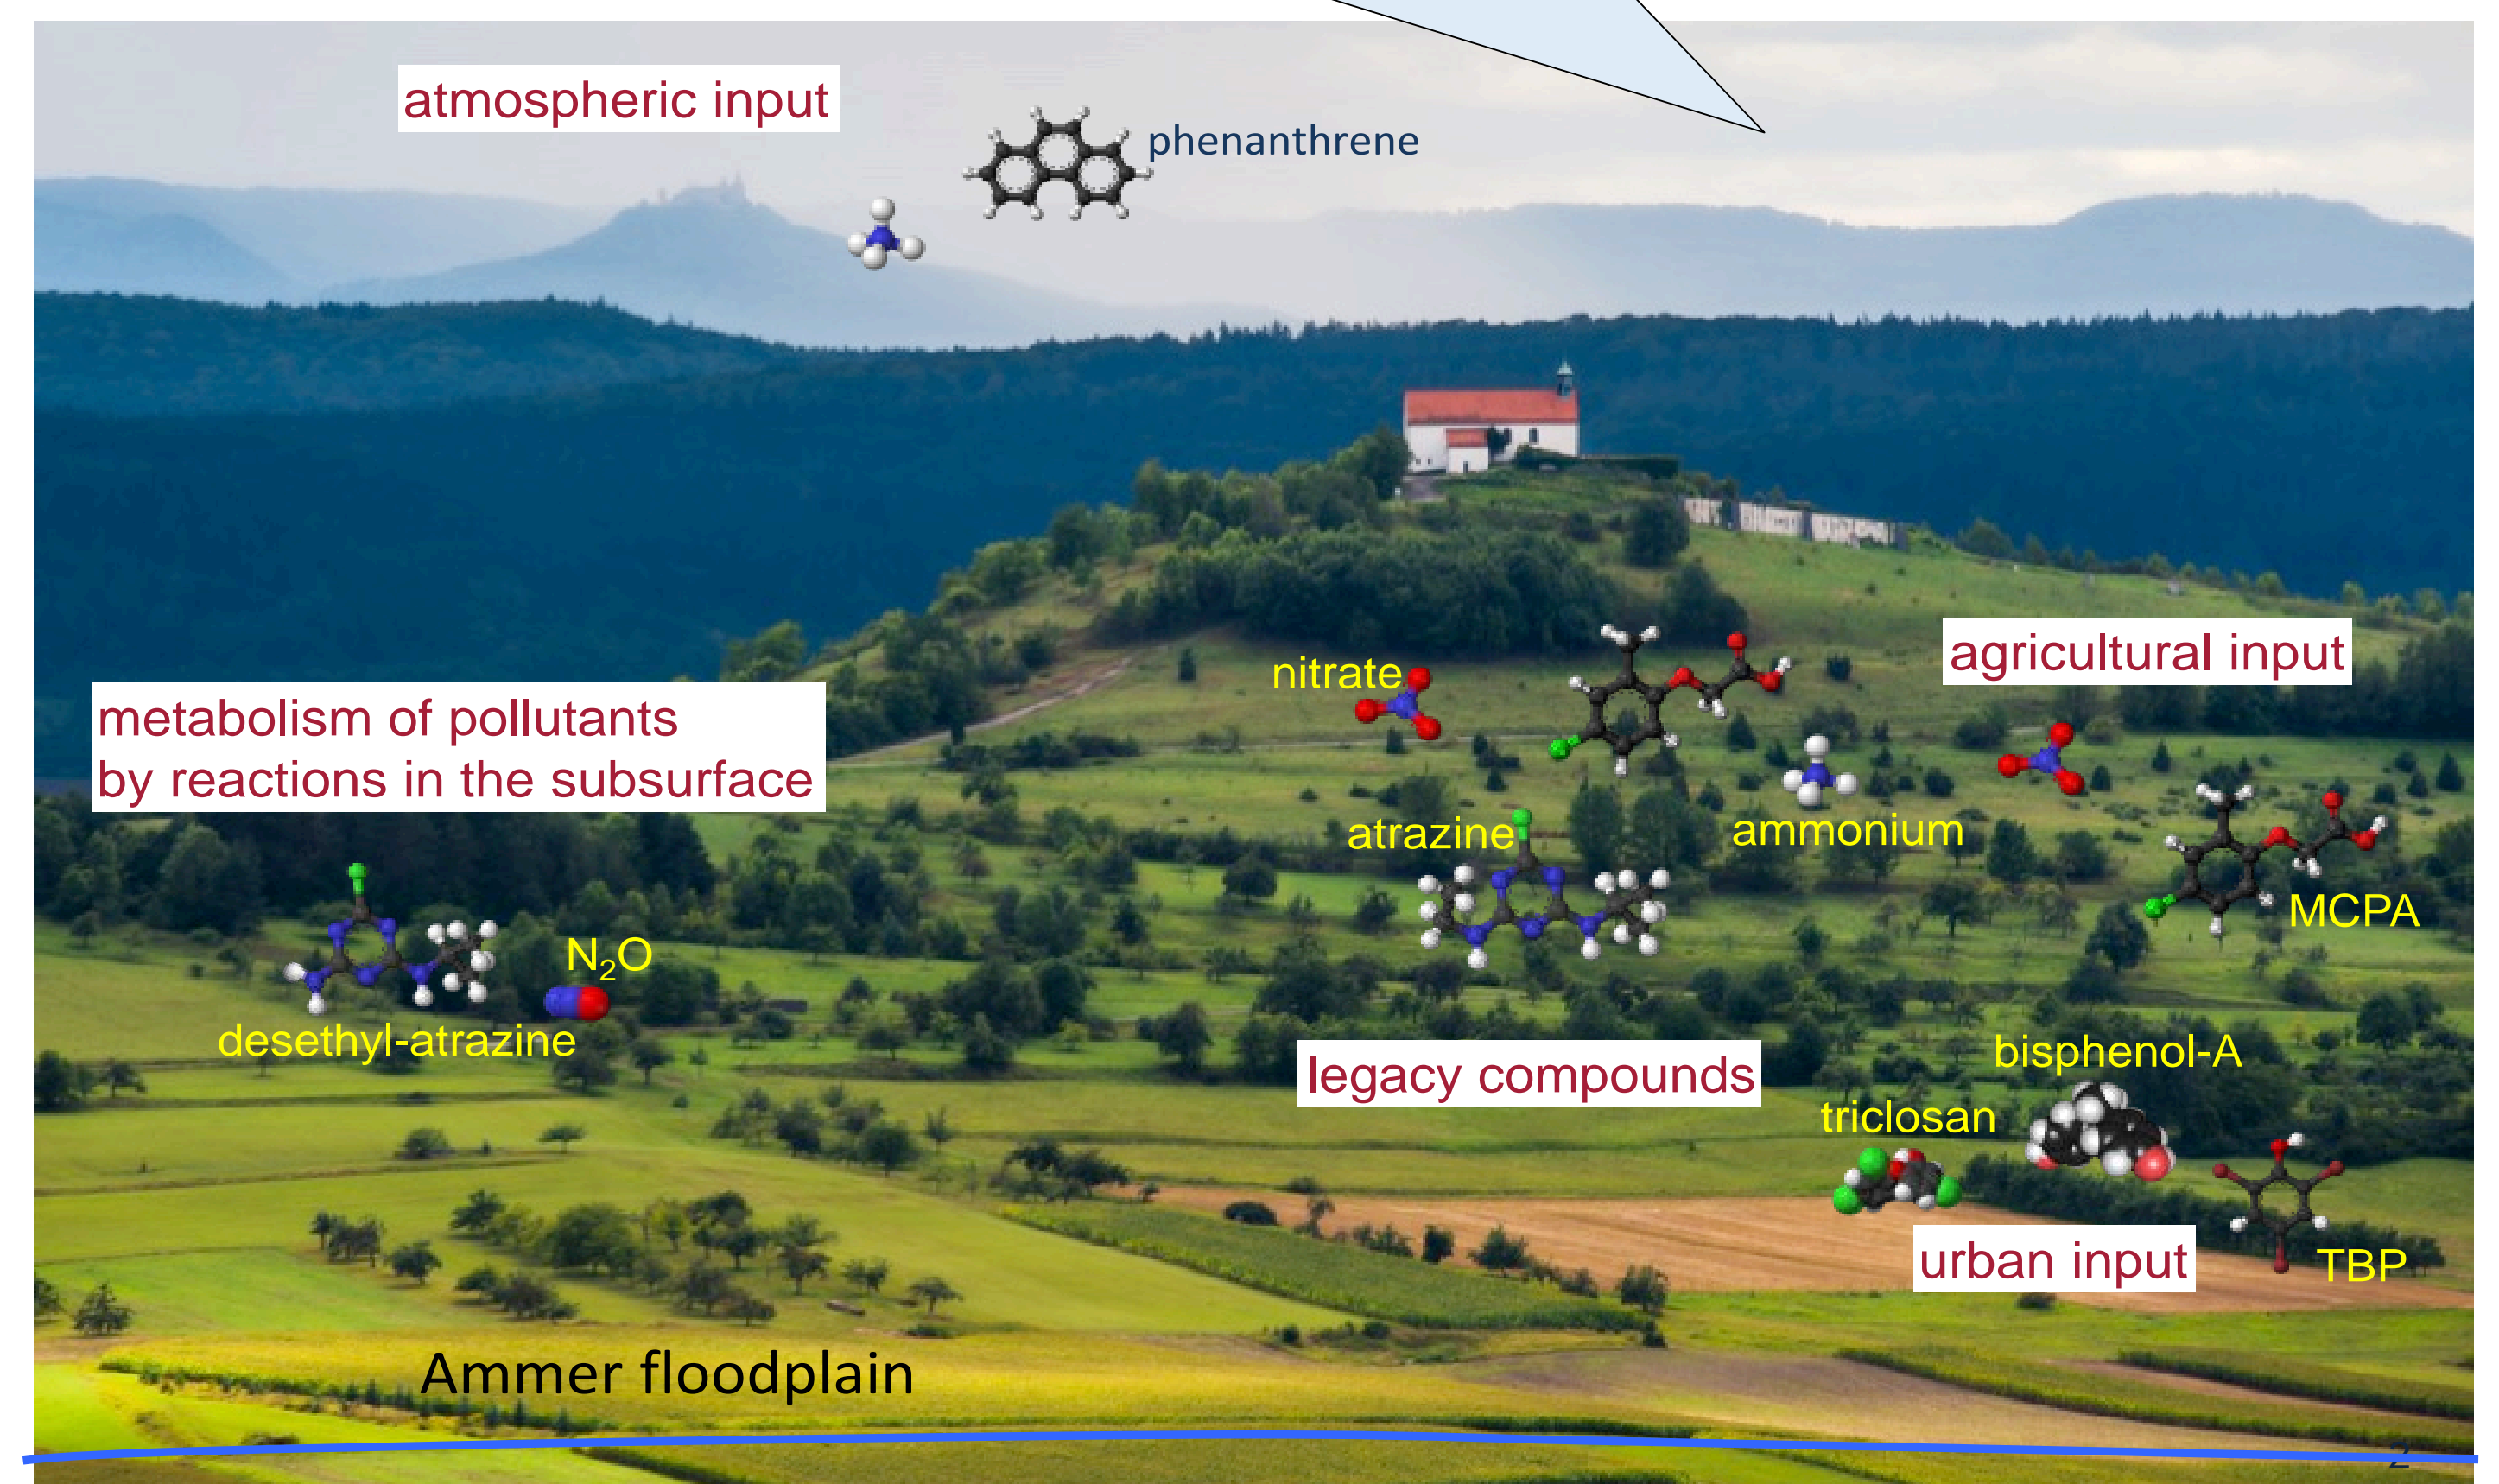 atmospheric input
phenanthrene
nitrate
agricultural input
metabolism of pollutants
by reactions in the subsurface
atrazine
ammonium
MCPA
N₂O
desethyl-atrazine
legacy compounds
bisphenol-A
triclosan
urban input
TBP
Ammer floodplain
2